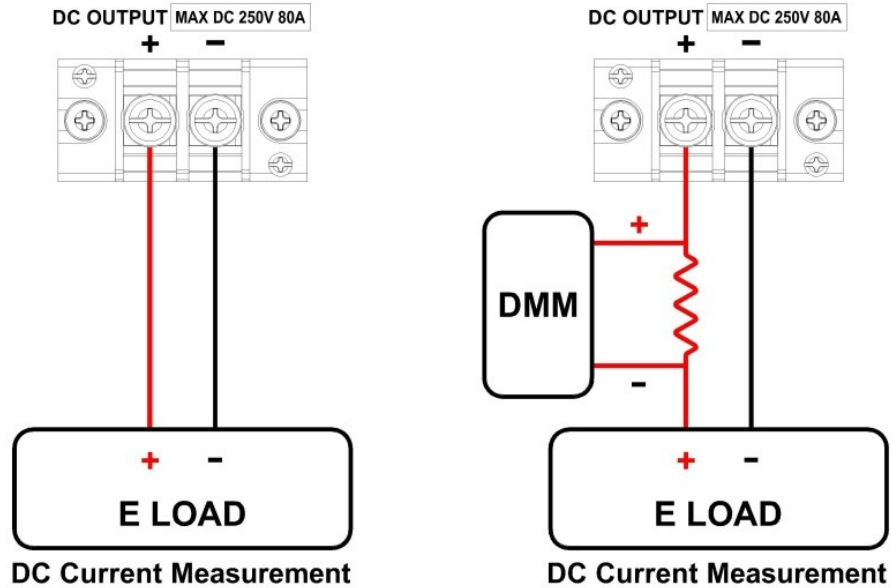 DC OUTPUT MAX DC 250V 80A
+ −
+ −
E LOAD
DC Current Measurement
DC OUTPUT MAX DC 250V 80A
+ −
+
DMM
−
+ −
E LOAD
DC Current Measurement